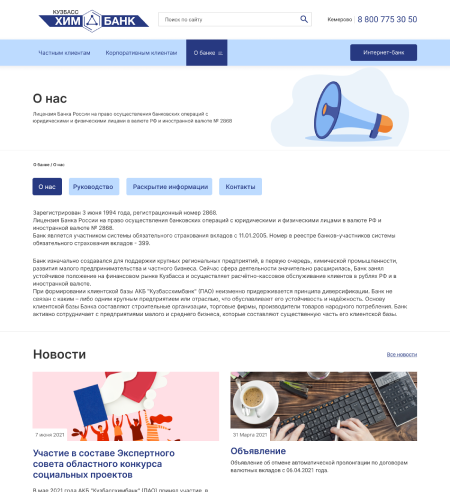 КУЗБАСС
ХИМ БАНК
Поиск по сайту
Кемерово 8 800 775 30 50
Частным клиентам
Корпоративным клиентам
О банке
Интернет-банк
О нас
Лицензия Банка России на право осуществления банковских операций с
юридическими и физическими лицами в валюте РФ и иностранной валюте № 2868
О банке / О нас
О нас
Руководство
Раскрытие информации
Контакты
Зарегистрирован 3 июня 1994 года, регистрационный номер 2868.
Лицензия Банка России на право осуществления банковских операций с юридическими и физическими лицами в валюте РФ и
иностранной валюте № 2868.
Банк является участником системы обязательного страхования вкладов с 11.01.2005. Номер в реестре банков-участников системы
обязательного страхования вкладов - 399.
Банк изначально создавался для поддержки крупных региональных предприятий, в первую очередь, химической промышленности,
развития малого предпринимательства и частного бизнеса. Сейчас сфера деятельности значительно расширилась, Банк занял
устойчивое положение на финансовом рынке Кузбасса и осуществляет расчётно-кассовое обслуживание клиентов в рублях РФ и в
иностранной валюте.
При формировании клиентской базы АКБ "Кузбассхимбанк" (ПАО) неизменно придерживается принципа диверсификации. Банк не
связан с каким - либо одним крупным предприятием или отраслью, что обуславливает его устойчивость и надёжность. Основу
клиентской базы Банка составляют строительные организации, торговые фирмы, производители товаров народного потребления. Банк
активно сотрудничает с предприятиями малого и среднего бизнеса, которые составляют существенную часть его клиентской базы.
Новости
Все новости
7 июня 2021
Участие в составе Экспертного
совета областного конкурса
социальных проектов
В мае 2021 года АКБ "Кузбассхимбанк" (ПАО) принял участие, в
31 Марта 2021
Объявление
Объявление об отмене автоматической пролонгации по договорам
валютных вкладов с 06.04.2021 года.